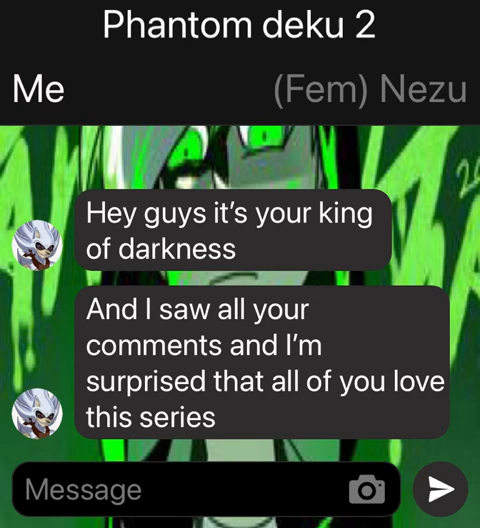 Phantom deku 2
Me
(Fem) Nezu
Hey guys it's your king
of darkness
And I saw all your
comments and I'm
surprised that all of you love
this series
Message